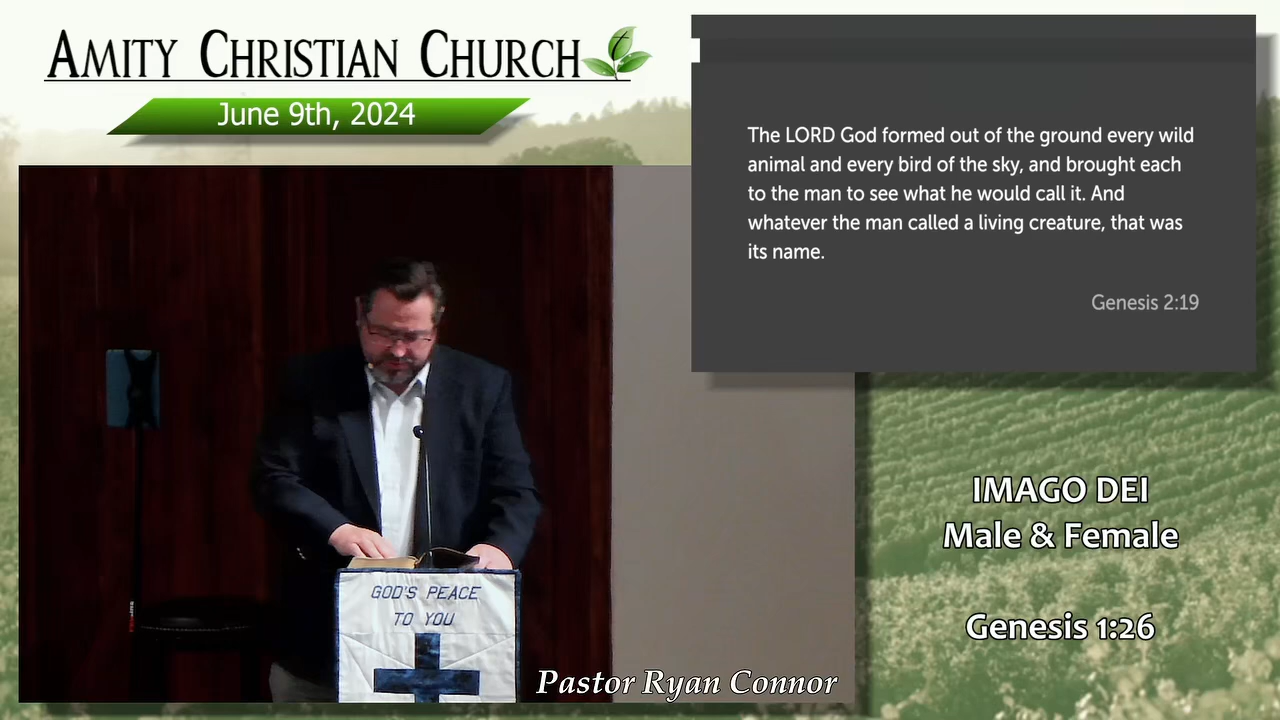 AMITY CHRISTIAN CHURCH
June 9th, 2024
The LORD God formed out of the ground every wild
animal and every bird of the sky, and brought each
to the man to see what he would call it. And
whatever the man called a living creature, that was
its name.
Genesis 2:19
IMAGO DEI
Male & Female
Genesis 1:26
GOD'S PEACE
TO YOU
Pastor Ryan Connor